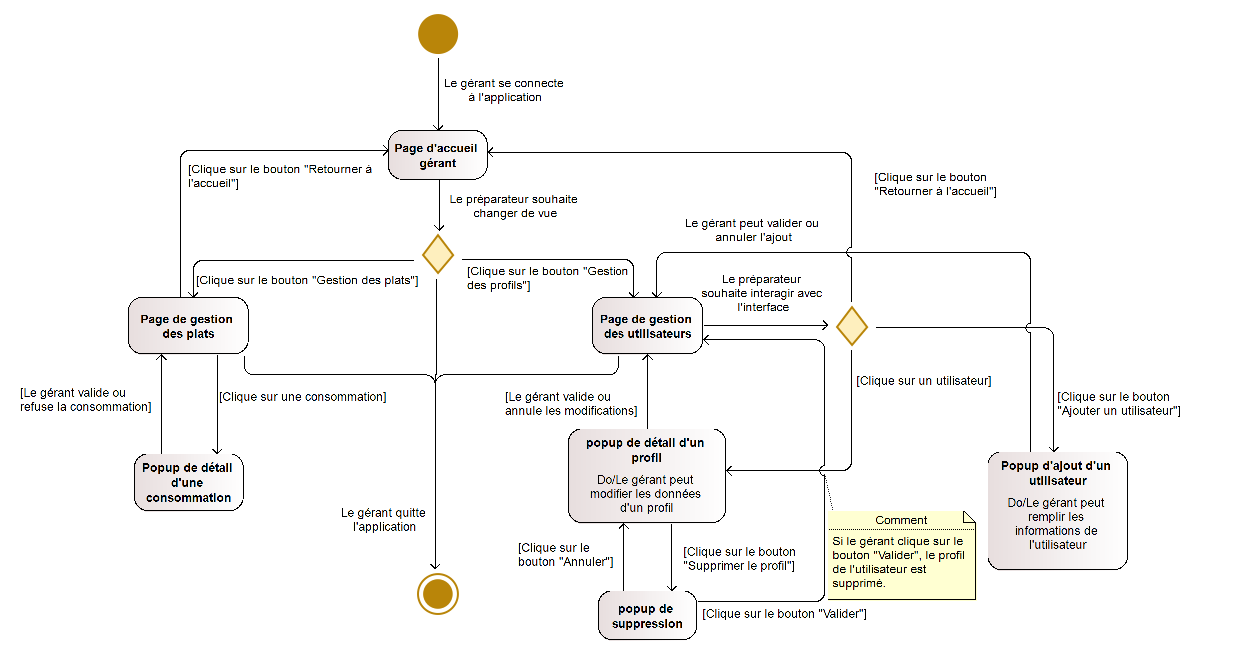 Le gérant se connecte
à l'application
Page d'accueil
gérant
[Clique sur le bouton "Retourner à
l'accueil"]
[Clique sur le bouton
"Retourner à l'accueil"]
Le préparateur souhaite
changer de vue
Le gérant peut valider ou
annuler l'ajout
[Clique sur le bouton "Gestion des plats"]
[Clique sur le bouton "Gestion
des profils"]
Le préparateur
souhaite interagir avec
l'interface
Page de gestion
des plats
Page de gestion
des utilisateurs
[Le gérant valide ou
refuse la consommation]
[Clique sur une consommation]
[Le gérant valide ou
annule les modifications]
[Clique sur un utilisateur]
[Clique sur le bouton
"Ajouter un utilisateur"]
Popup de détail
d'une
consommation
popup de détail d'un
profil
Do/Le gérant peut
modifier les données
d'un profil
Popup d'ajout d'un
utilisateur
Do/Le gérant peut
remplir les
informations de
l'utilisateur
Le gérant quitte
l'application
Comment
Si le gérant clique sur le
bouton "Valider", le profil
de l'utilisateur est
supprimé.
[Clique sur le
bouton "Annuler"]
[Clique sur le bouton
"Supprimer le profil"]
popup de
suppression
[Clique sur le bouton "Valider"]